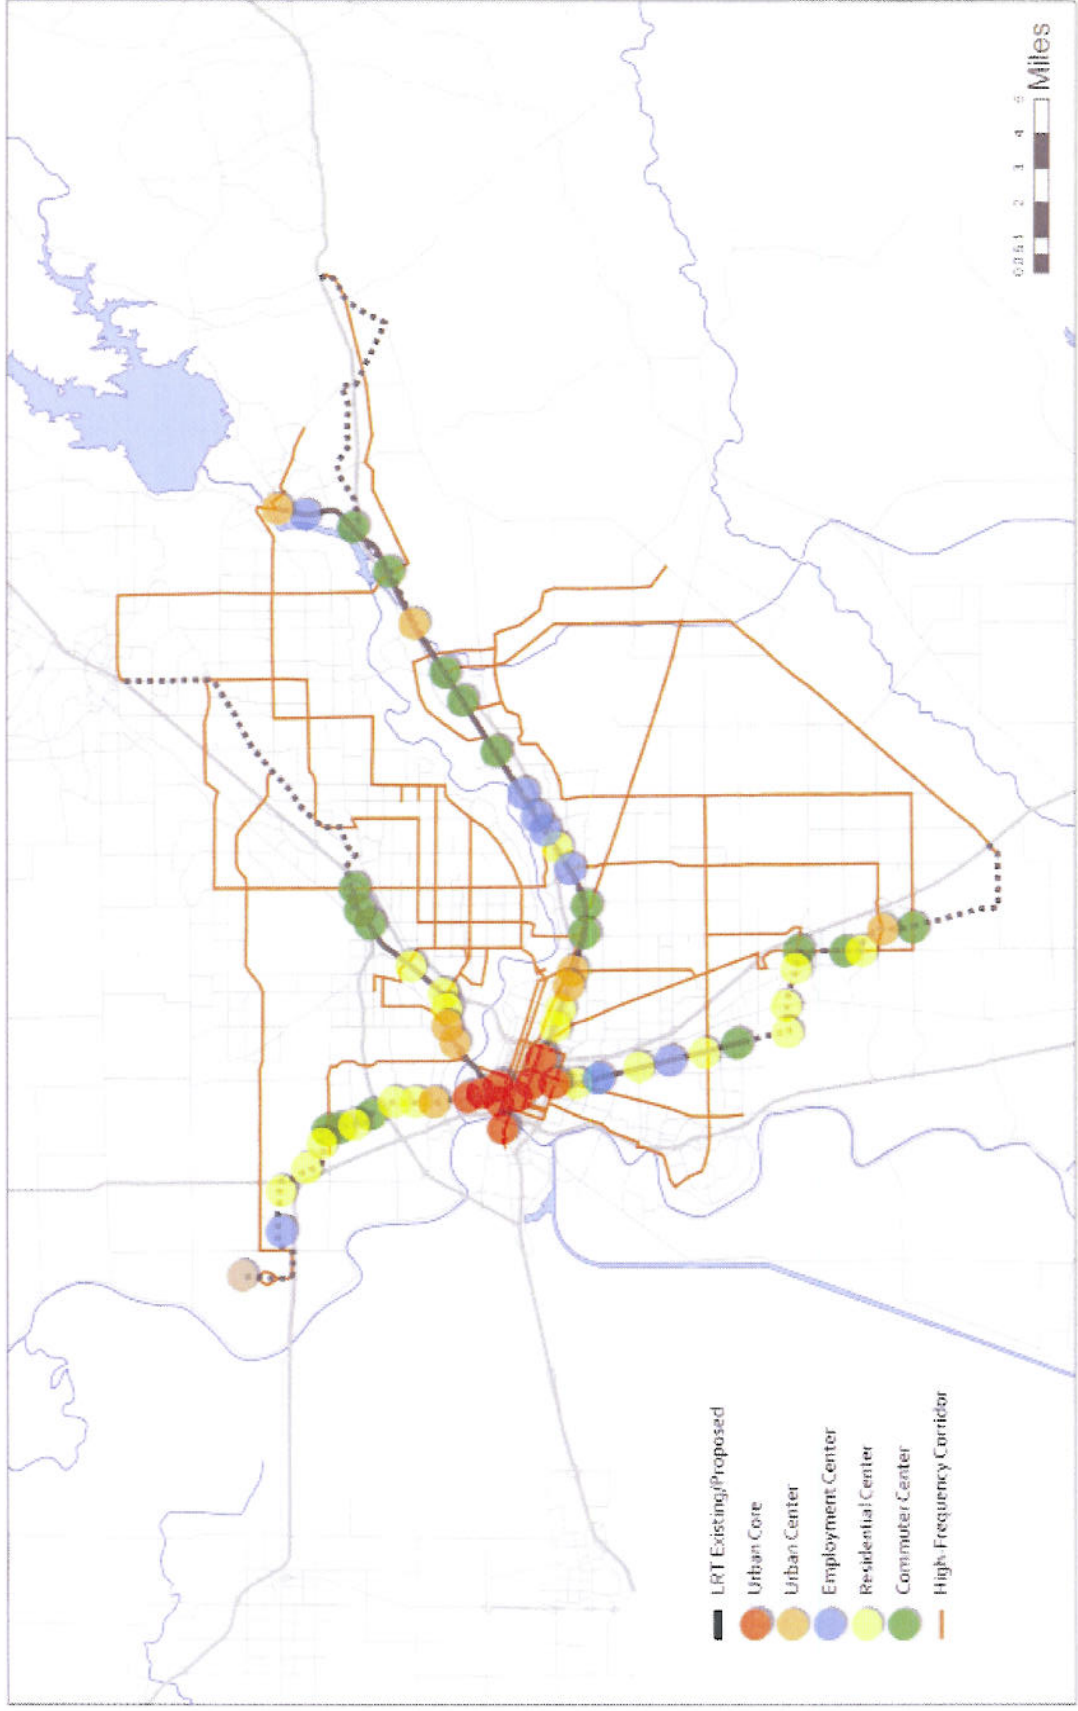 LRT Existing/Proposed
Urban Core
Urban Center
Employment Center
Residential Center
Commuter Center
High-Frequency Corridor
Miles